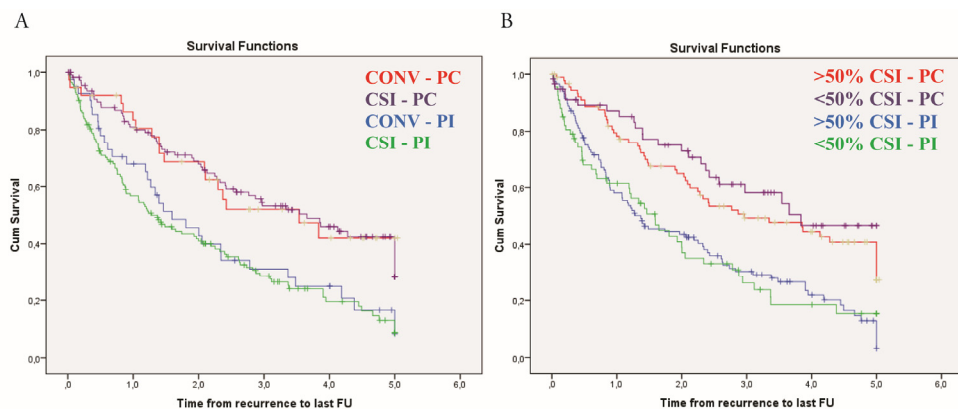 A
Survival Functions
CONV - PC
CSI - PC
CONV - PI
CSI - PI
Cum Survival
1,0
0,8
0,6
0,4
0,2
0,0
,0
1,0
2,0
3,0
4,0
5,0
6,0
Time from recurrence to last FU
B
Survival Functions
>50% CSI - PC
<50% CSI - PC
>50% CSI - PI
<50% CSI - PI
Cum Survival
1,0
0,8
0,6
0,4
0,2
0,0
,0
1,0
2,0
3,0
4,0
5,0
6,0
Time from recurrence to last FU